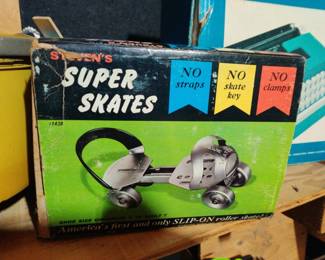 STEVEN'S
SUPER
SKATES
NO
straps
NO
skate
key
NO
clamps
America's first and only SLIP-ON roller skate!